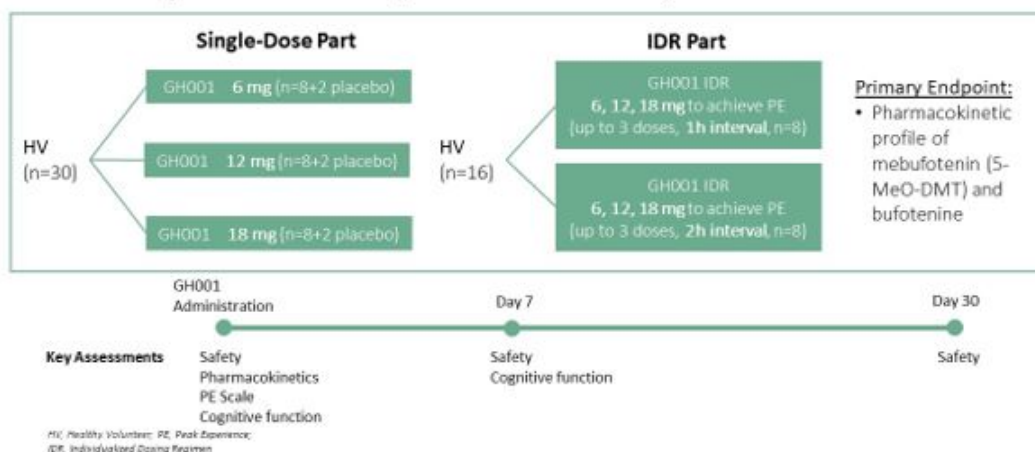 Single-Dose Part
IDR Part
HV
(n=30)
GH001 6 mg (n=8+2 placebo)
GH001 12 mg (n=8+2 placebo)
GH001 18 mg (n=8+2 placebo)
HV
(n=16)
GH001 IDR
6, 12, 18 mg to achieve PE
(up to 3 doses, 1h interval, n=8)
GH001 IDR
6, 12, 18 mg to achieve PE
(up to 3 doses, 2h interval, n=8)
Primary Endpoint:
• Pharmacokinetic
profile of
mebufotenin (5-
MeO-DMT) and
bufotenine
GH001
Administration
Day 7
Day 30
Key Assessments
Safety
Pharmacokinetics
PE Scale
Cognitive function
Safety
Cognitive function
Safety
HV, Healthy Volunteer; PE, Peak Experience;
IDR, Individualized Dosing Regimen